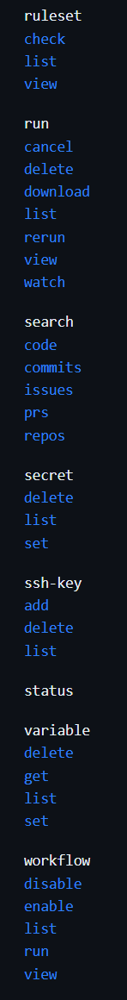 ruleset
check
list
view
run
cancel
delete
download
list
rerun
view
watch
search
code
commits
issues
prs
repos
secret
delete
list
set
ssh-key
add
delete
list
status
variable
delete
get
list
set
workflow
disable
enable
list
run
view